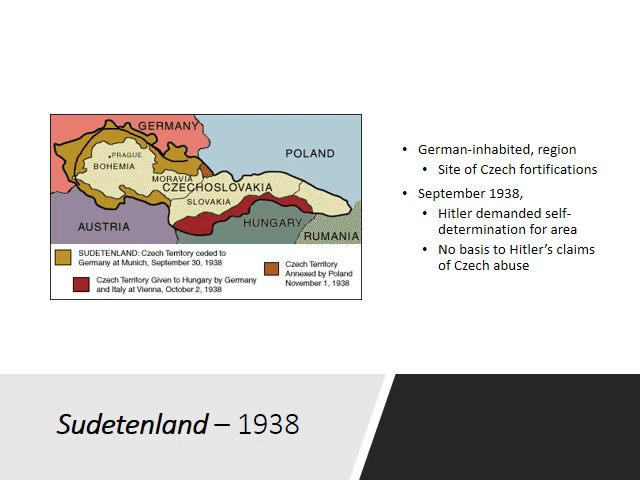 GERMANY
POLAND
PRAGUE
BOHEMIA
MORAVIA
CZECHOSLOVAKIA
SLOVAKIA
AUSTRIA
HUNGARY
RUMANIA
SUDETENLAND: Czech Territory ceded to
Germany at Munich, September 30, 1938
Czech Territory Given to Hungary by Germany
and Italy at Vienna, October 2, 1938
Czech Territory
Annexed by Poland
November 1, 1938
• German-inhabited, region
• Site of Czech fortifications
• September 1938,
• Hitler demanded self-
determination for area
• No basis to Hitler’s claims
of Czech abuse
Sudetenland – 1938